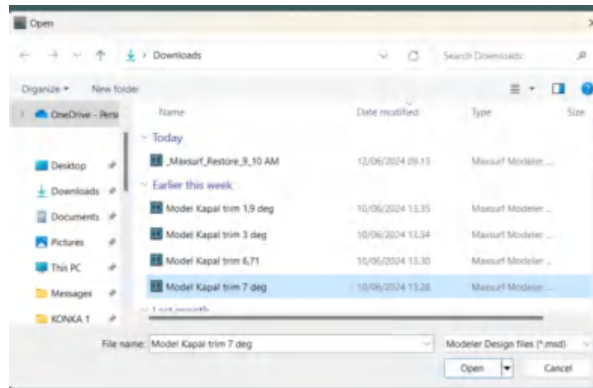 Open
Downloads
Search Downloads
Organize New folder
OneDrive - Pers
Name Date modified Type Size
Today
_Maxsurf_Restore_9_10 AM 12/06/2024 09.13 Maxsurf Modeler ...
Desktop
Earlier this week
Downloads
Model Kapal trim 1,9 deg 10/06/2024 13.35 Maxsurf Modeler ...
Documents
Model Kapal trim 3 deg 10/06/2024 13.34 Maxsurf Modeler ...
Pictures
Model Kapal trim 6,71 10/06/2024 13.30 Maxsurf Modeler ...
This PC
Model Kapal trim 7 deg 10/06/2024 13.28 Maxsurf Modeler ...
Messages
Last month
KONKA 1
File name: Model Kapal trim 7 deg Modeler Design files (*.msd)
Open Cancel